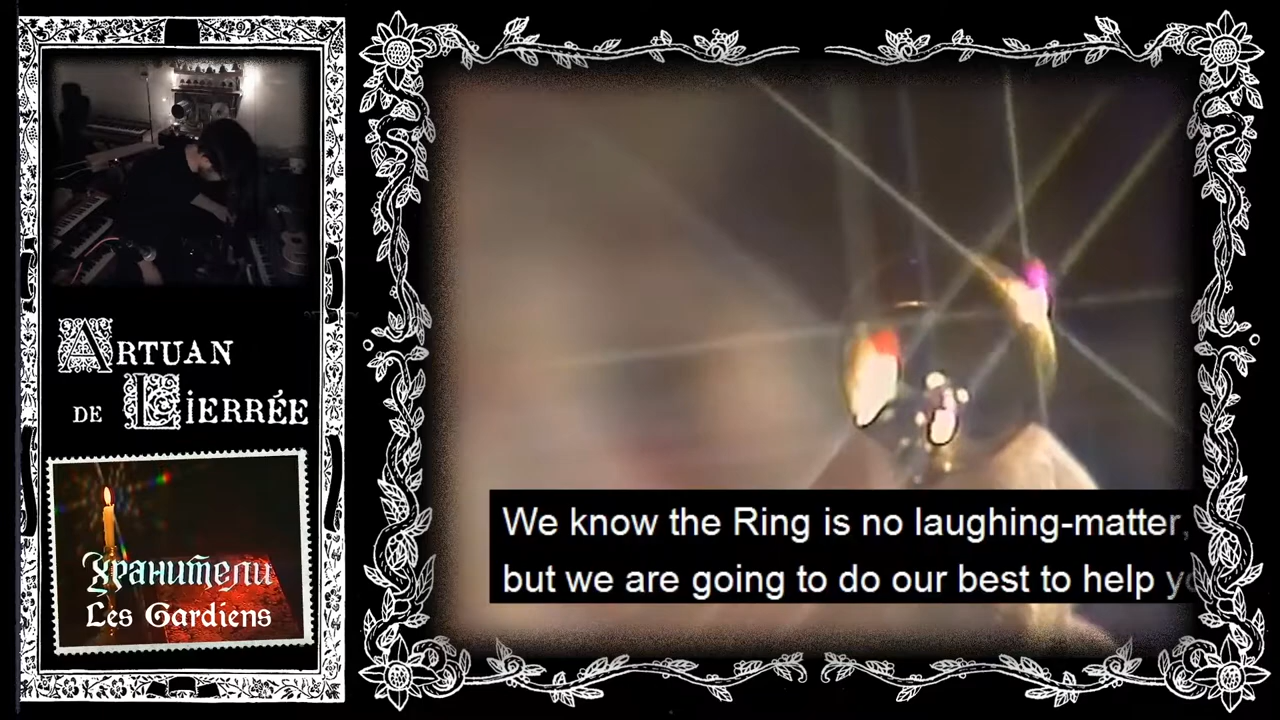 ARTUAN
DE LiERRÉE
Хранители
Les Gardiens
We know the Ring is no laughing-matter,
but we are going to do our best to help